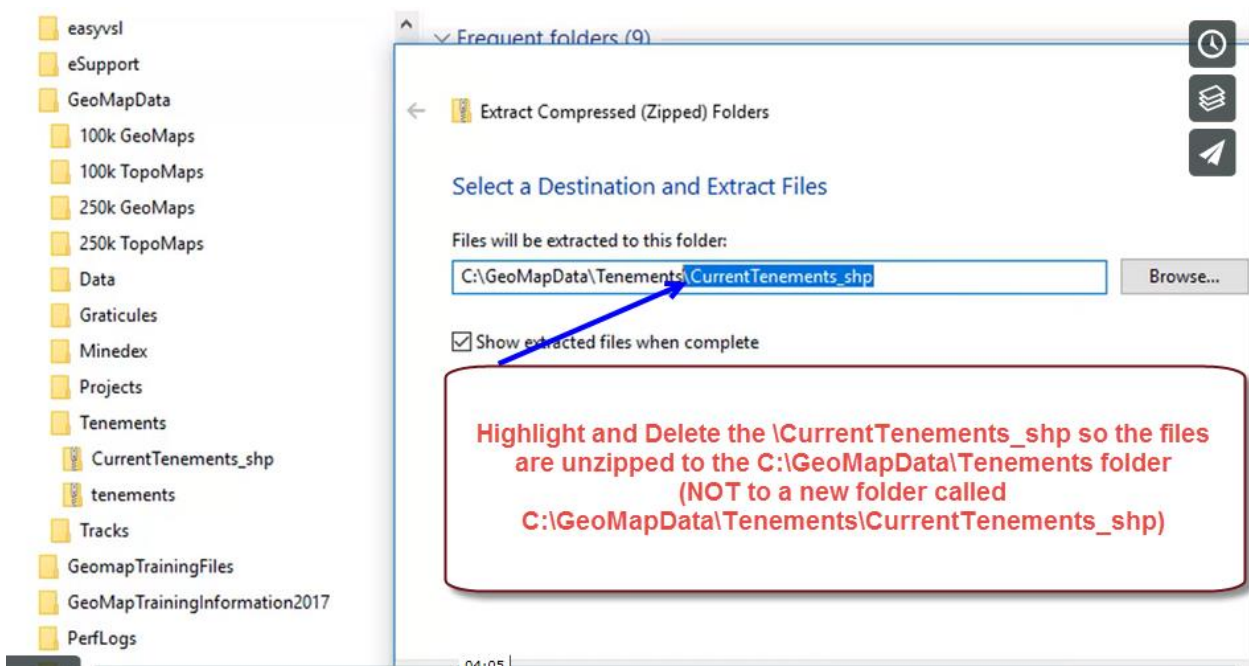 easyvsl
eSupport
GeoMapData
100k GeoMaps
100k TopoMaps
250k GeoMaps
250k TopoMaps
Data
Graticules
Minedex
Projects
Tenements
CurrentTenements_shp
tenements
Tracks
GeomapTrainingFiles
GeoMapTrainingInformation2017
PerfLogs
Frequent folders (9)
Extract Compressed (Zipped) Folders
Select a Destination and Extract Files
Files will be extracted to this folder:
C:\GeoMapData\Tenements\CurrentTenements_shp
Browse...
Show extracted files when complete
Highlight and Delete the \CurrentTenements_shp so the files
are unzipped to the C:\GeoMapData\Tenements folder
(NOT to a new folder called
C:\GeoMapData\Tenements\CurrentTenements_shp)
04:05